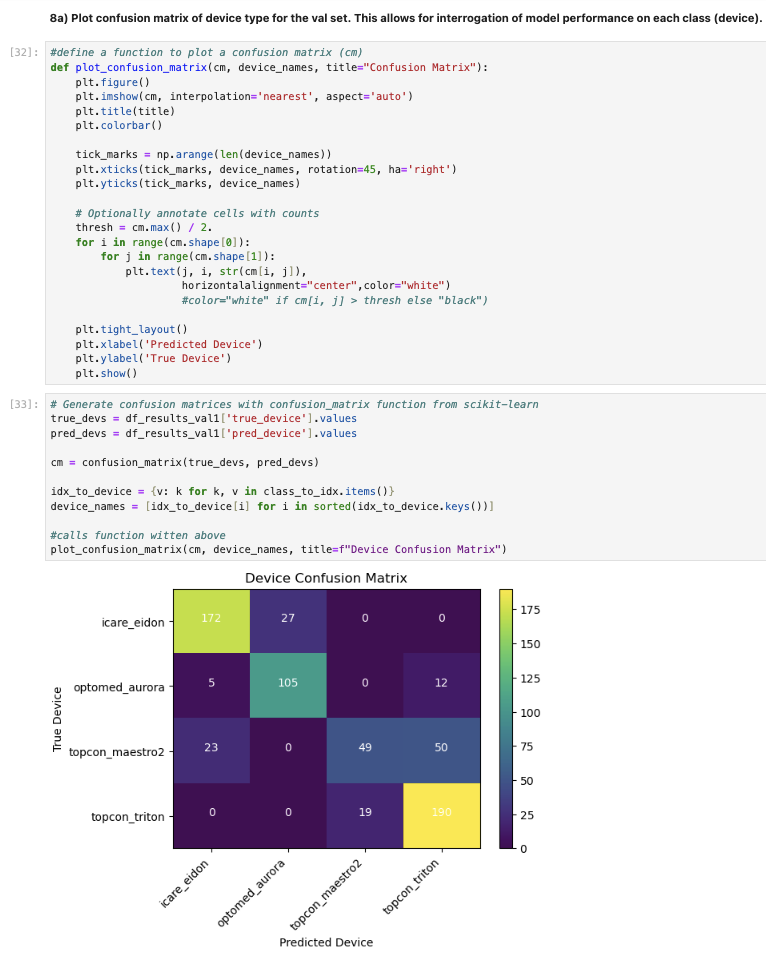 8a) Plot confusion matrix of device type for the val set. This allows for interrogation of model performance on each class (device).
[32]: #define a function to plot a confusion matrix (cm)
def plot_confusion_matrix(cm, device_names, title="Confusion Matrix"):
    plt.figure()
    plt.imshow(cm, interpolation='nearest', aspect='auto')
    plt.title(title)
    plt.colorbar()

    tick_marks = np.arange(len(device_names))
    plt.xticks(tick_marks, device_names, rotation=45, ha='right')
    plt.yticks(tick_marks, device_names)

    # Optionally annotate cells with counts
    thresh = cm.max() / 2.
    for i in range(cm.shape[0]):
        for j in range(cm.shape[1]):
            plt.text(j, i, str(cm[i, j]),
                     horizontalalignment="center",color="white")
                     #color="white" if cm[i, j] > thresh else "black")

    plt.tight_layout()
    plt.xlabel('Predicted Device')
    plt.ylabel('True Device')
    plt.show()
[33]: # Generate confusion matrices with confusion_matrix function from scikit-learn
true_devs = df_results_val1['true_device'].values
pred_devs = df_results_val1['pred_device'].values

cm = confusion_matrix(true_devs, pred_devs)

idx_to_device = {v: k for k, v in class_to_idx.items()}
device_names = [idx_to_device[i] for i in sorted(idx_to_device.keys())]

#calls function witten above
plot_confusion_matrix(cm, device_names, title=f"Device Confusion Matrix")
Device Confusion Matrix
icare_eidon 172 27 0 0
optomed_aurora 5 105 0 12
topcon_maestro2 23 0 49 50
topcon_triton 0 0 19 190
True Device
icare_eidon
optomed_aurora
topcon_maestro2
topcon_triton
Predicted Device
175
150
125
100
75
50
25
0